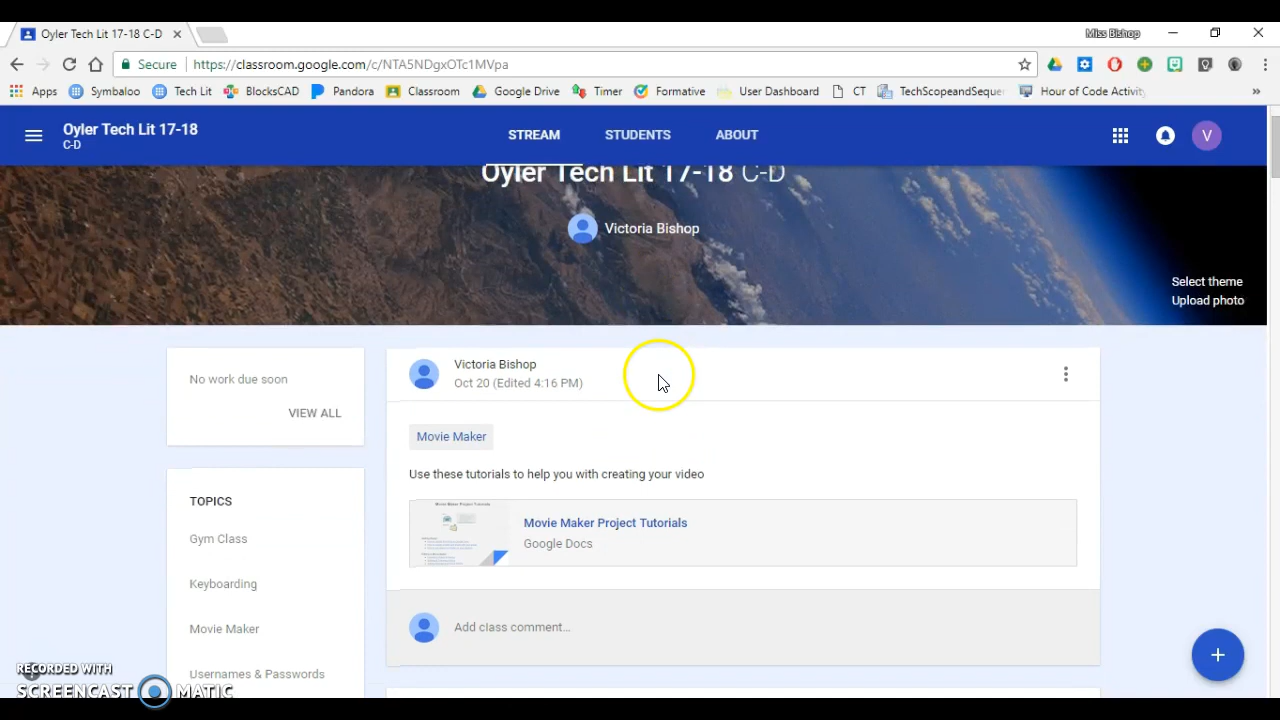 Oyler Tech Lit 17-18 C-D
Miss Bishop
Secure https://classroom.google.com/c/NTA5NDgxOTc1MVpa
Apps Symbaloo Tech Lit BlocksCAD Pandora Classroom Google Drive Timer Formative User Dashboard CT TechScopeandSeque Hour of Code Activity
Oyler Tech Lit 17-18
C-D
STREAM STUDENTS ABOUT
V
Oyler Tech Lit 17-18 C-D
Victoria Bishop
Select theme
Upload photo
No work due soon
VIEW ALL
Victoria Bishop
Oct 20 (Edited 4:16 PM)
Movie Maker
Use these tutorials to help you with creating your video
Movie Maker Project Tutorials
Google Docs
Add class comment...
TOPICS
Gym Class
Keyboarding
Movie Maker
Usernames & Passwords
RECORDED WITH
SCREENCAST MATIC